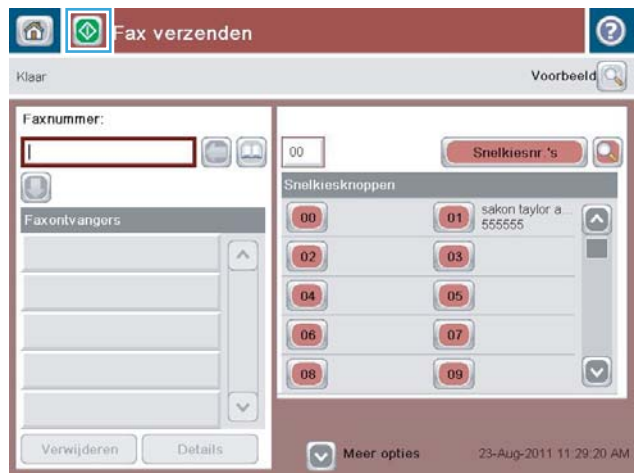 Fax verzenden
Klaar
Voorbeeld
Faxnummer:
00
Snelkiesnr.'s
Snelkiesknoppen
Faxontvangers
00
01
sakon taylor a...
555555
02
03
04
05
06
07
08
09
Verwijderen
Details
Meer opties
23-Aug-2011 11:29:20 AM